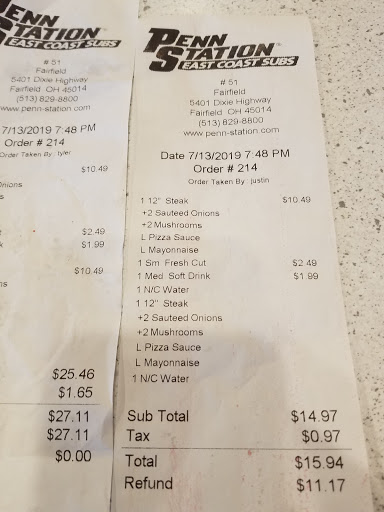 PENN
STATION
EAST COAST SUBS
# 51
Fairfield
5401 Dixie Highway
Fairfield OH 45014
(513) 829-8800
www.penn-station.com
7/13/2019 7:48 PM
Order # 214
Order Taken By: tyler
$10.49
nions
s
$2.49
k $1.99
$10.49
ns
$25.46
$1.65
$27.11
$27.11
$0.00
PENN
STATION
EAST COAST SUBS
# 51
Fairfield
5401 Dixie Highway
Fairfield OH 45014
(513) 829-8800
www.penn-station.com
Date 7/13/2019 7:48 PM
Order # 214
Order Taken By: justin
1 12" Steak $10.49
+2 Sauteed Onions
+2 Mushrooms
L Pizza Sauce
L Mayonnaise
1 Sm Fresh Cut $2.49
1 Med Soft Drink $1.99
1 N/C Water
1 12" Steak
+2 Sauteed Onions
+2 Mushrooms
L Pizza Sauce
L Mayonnaise
1 N/C Water
Sub Total $14.97
Tax $0.97
Total $15.94
Refund $11.17